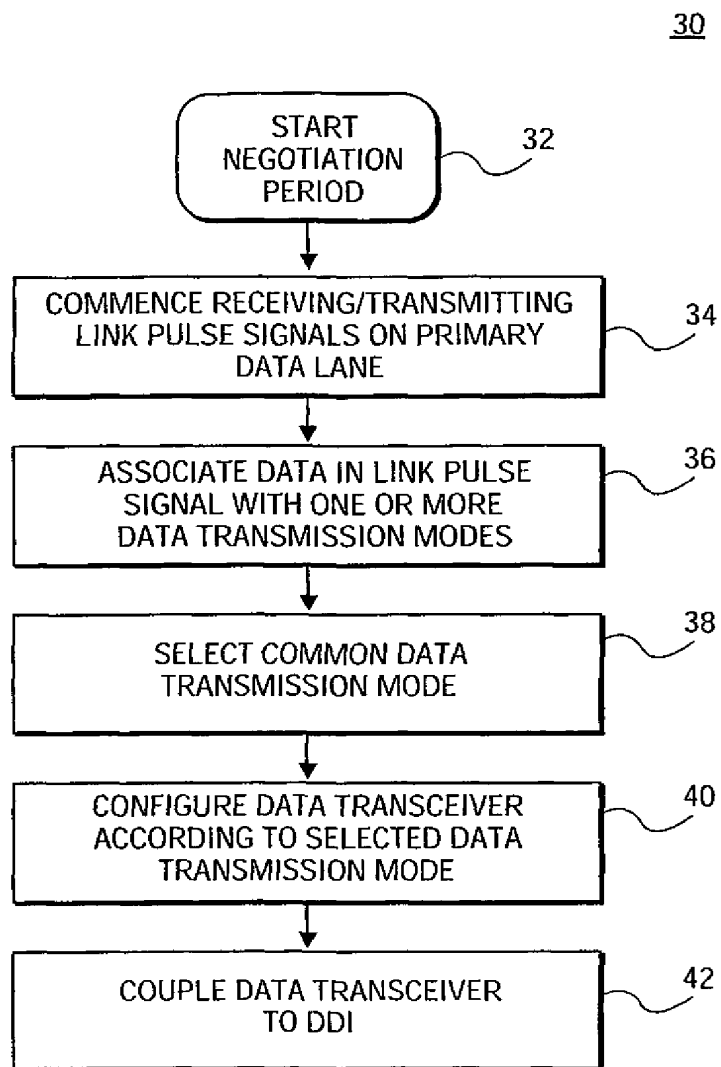 30
START
NEGOTIATION
PERIOD
32
COMMENCE RECEIVING/TRANSMITTING
LINK PULSE SIGNALS ON PRIMARY
DATA LANE
34
ASSOCIATE DATA IN LINK PULSE
SIGNAL WITH ONE OR MORE
DATA TRANSMISSION MODES
36
SELECT COMMON DATA
TRANSMISSION MODE
38
CONFIGURE DATA TRANSCEIVER
ACCORDING TO SELECTED DATA
TRANSMISSION MODE
40
COUPLE DATA TRANSCEIVER
TO DDI
42